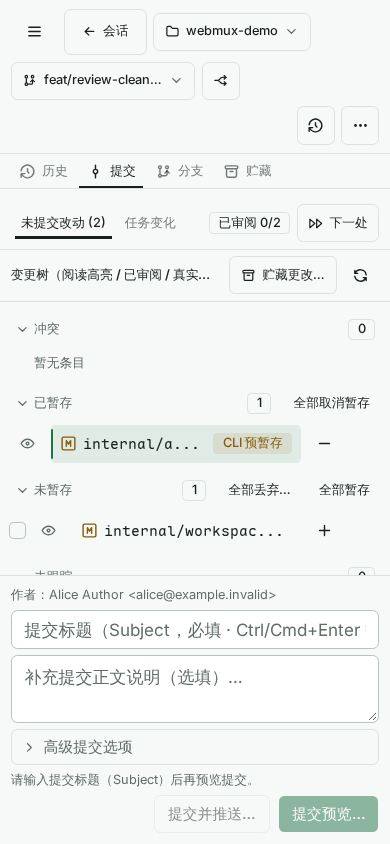 会话
webmux-demo
feat/review-clean...
历史 提交 分支 贮藏
未提交改动 (2) 任务变化 已审阅 0/2 下一处
变更树（阅读高亮 / 已审阅 / 真实... 贮藏更改...
冲突 0
暂无条目
已暂存 1 全部取消暂存
M internal/a... CLI 预暂存
未暂存 1 全部丢弃... 全部暂存
M internal/workspac...
作者：Alice Author <alice@example.invalid>
提交标题（Subject，必填 · Ctrl/Cmd+Enter
补充提交正文说明（选填）...
高级提交选项
请输入提交标题（Subject）后再预览提交。
提交并推送... 提交预览...